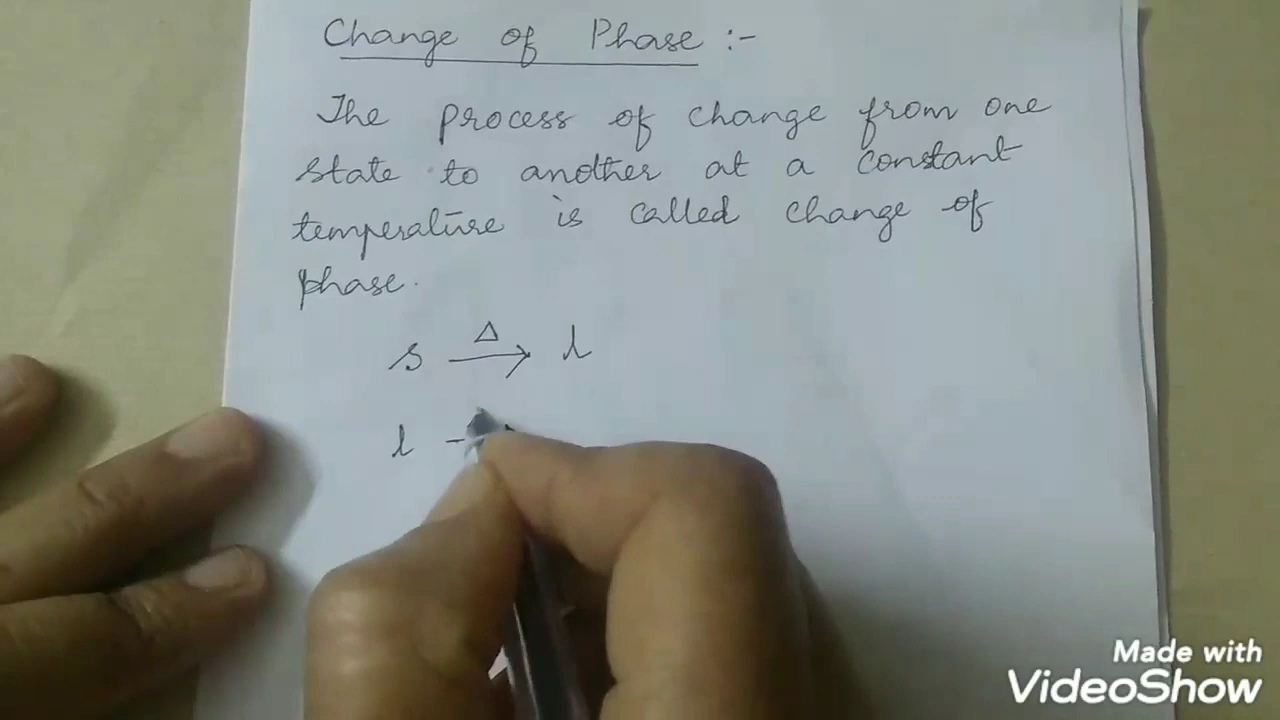 Change of Phase :-
The process of change from one
state to another at a constant
temperature is called change of
phase.
s Δ→ l
l -
Made with
VideoShow